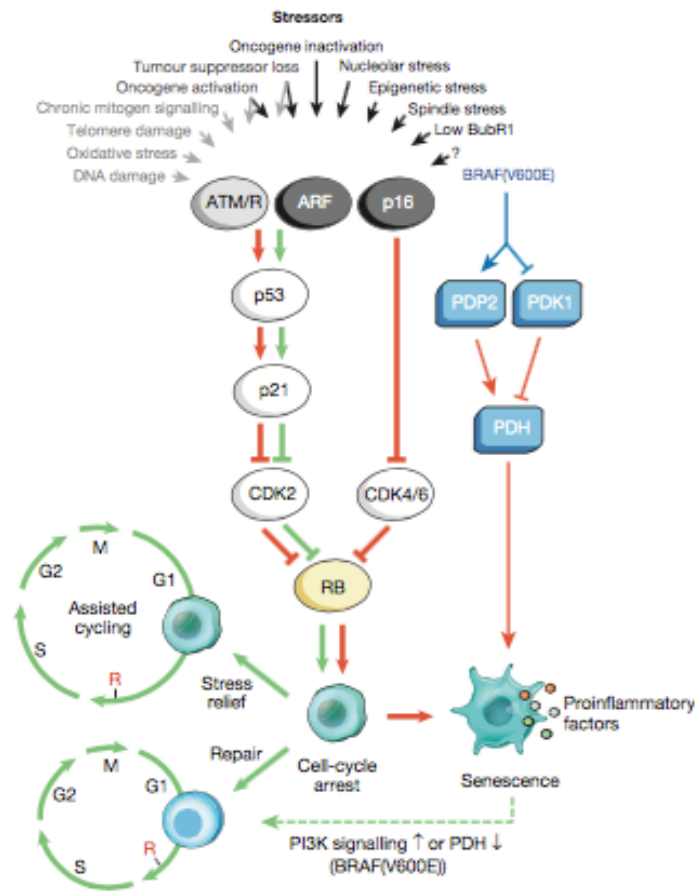 Stressors
Oncogene inactivation
Tumour suppressor loss
Nucleolar stress
Oncogene activation
Epigenetic stress
Chronic mitogen signalling
Spindle stress
Telomere damage
Low BubR1
Oxidative stress
?
DNA damage
BRAF(V600E)
ATM/R
ARF
p16
p53
PDP2
PDK1
p21
PDH
CDK2
CDK4/6
RB
M
G2
G1
Assisted
cycling
S
R
Stress
relief
Proinflammatory
factors
Repair
Cell-cycle
arrest
Senescence
M
G2
G1
R
S
PI3K signalling ↑ or PDH ↓
(BRAF(V600E))